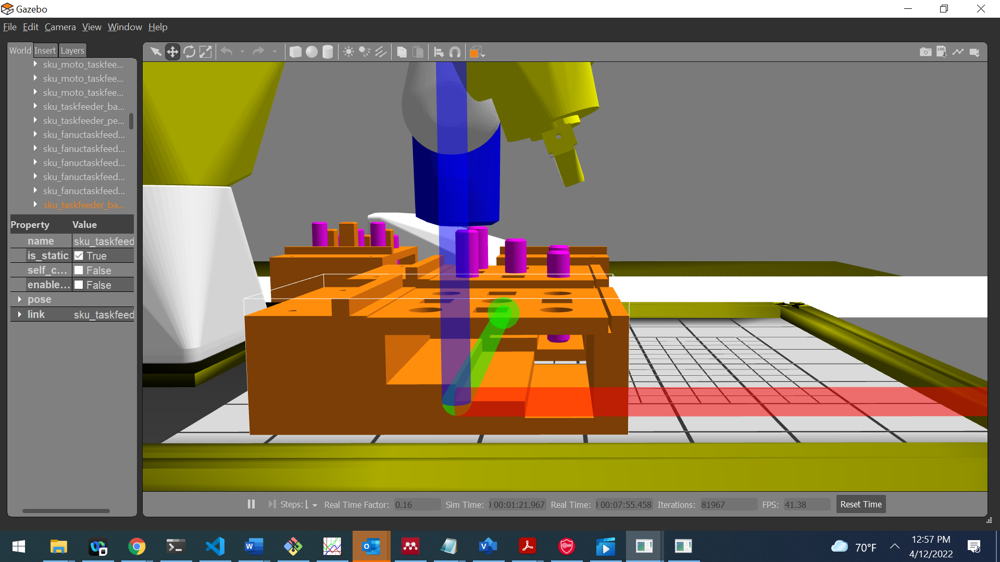 Gazebo
File Edit Camera View Window Help
World Insert Layers
sku_moto_taskfee...
sku_moto_taskfee...
sku_moto_taskfee...
sku_taskfeeder_ba...
sku_taskfeeder_pe...
sku_fanuctaskfeed...
sku_fanuctaskfeed...
sku_fanuctaskfeed...
sku_fanuctaskfeed...
sku_fanuctaskfeed...
sku_taskfeeder_ba...
Property Value
name sku_taskfeed
is_static True
self_c... False
enable... False
pose
link sku_taskfeed
LOG
Steps: Real Time Factor: 0.16 Sim Time: 00:01:21.967 Real Time: 00:07:55.458 Iterations: 81967 FPS: 41.38 Reset Time
70°F
12:57 PM
4/12/2022